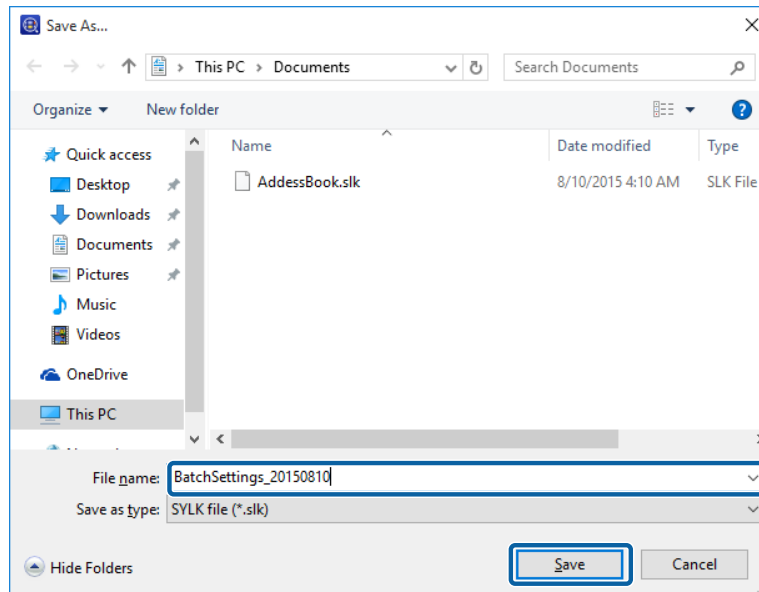 Save As...
This PC > Documents
Search Documents
Organize
New folder
Name
Date modified
Type
Quick access
AddessBook.slk
8/10/2015 4:10 AM
SLK File
Desktop
Downloads
Documents
Pictures
Music
Videos
OneDrive
This PC
File name: BatchSettings_20150810
Save as type: SYLK file (*.slk)
Hide Folders
Save
Cancel